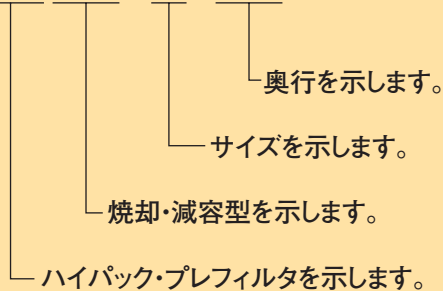 奥行を示します。
サイズを示します。
焼却・減容型を示します。
ハイパック・プレフィルタを示します。